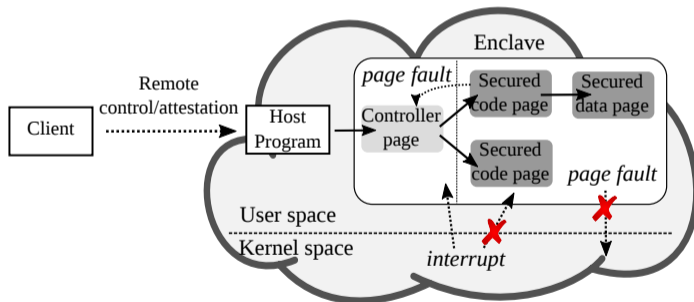 Enclave
Remote
control/attestation
Client
Host
Program
page fault
Controller
page
Secured
code page
Secured
data page
Secured
code page
page fault
User space
Kernel space
interrupt